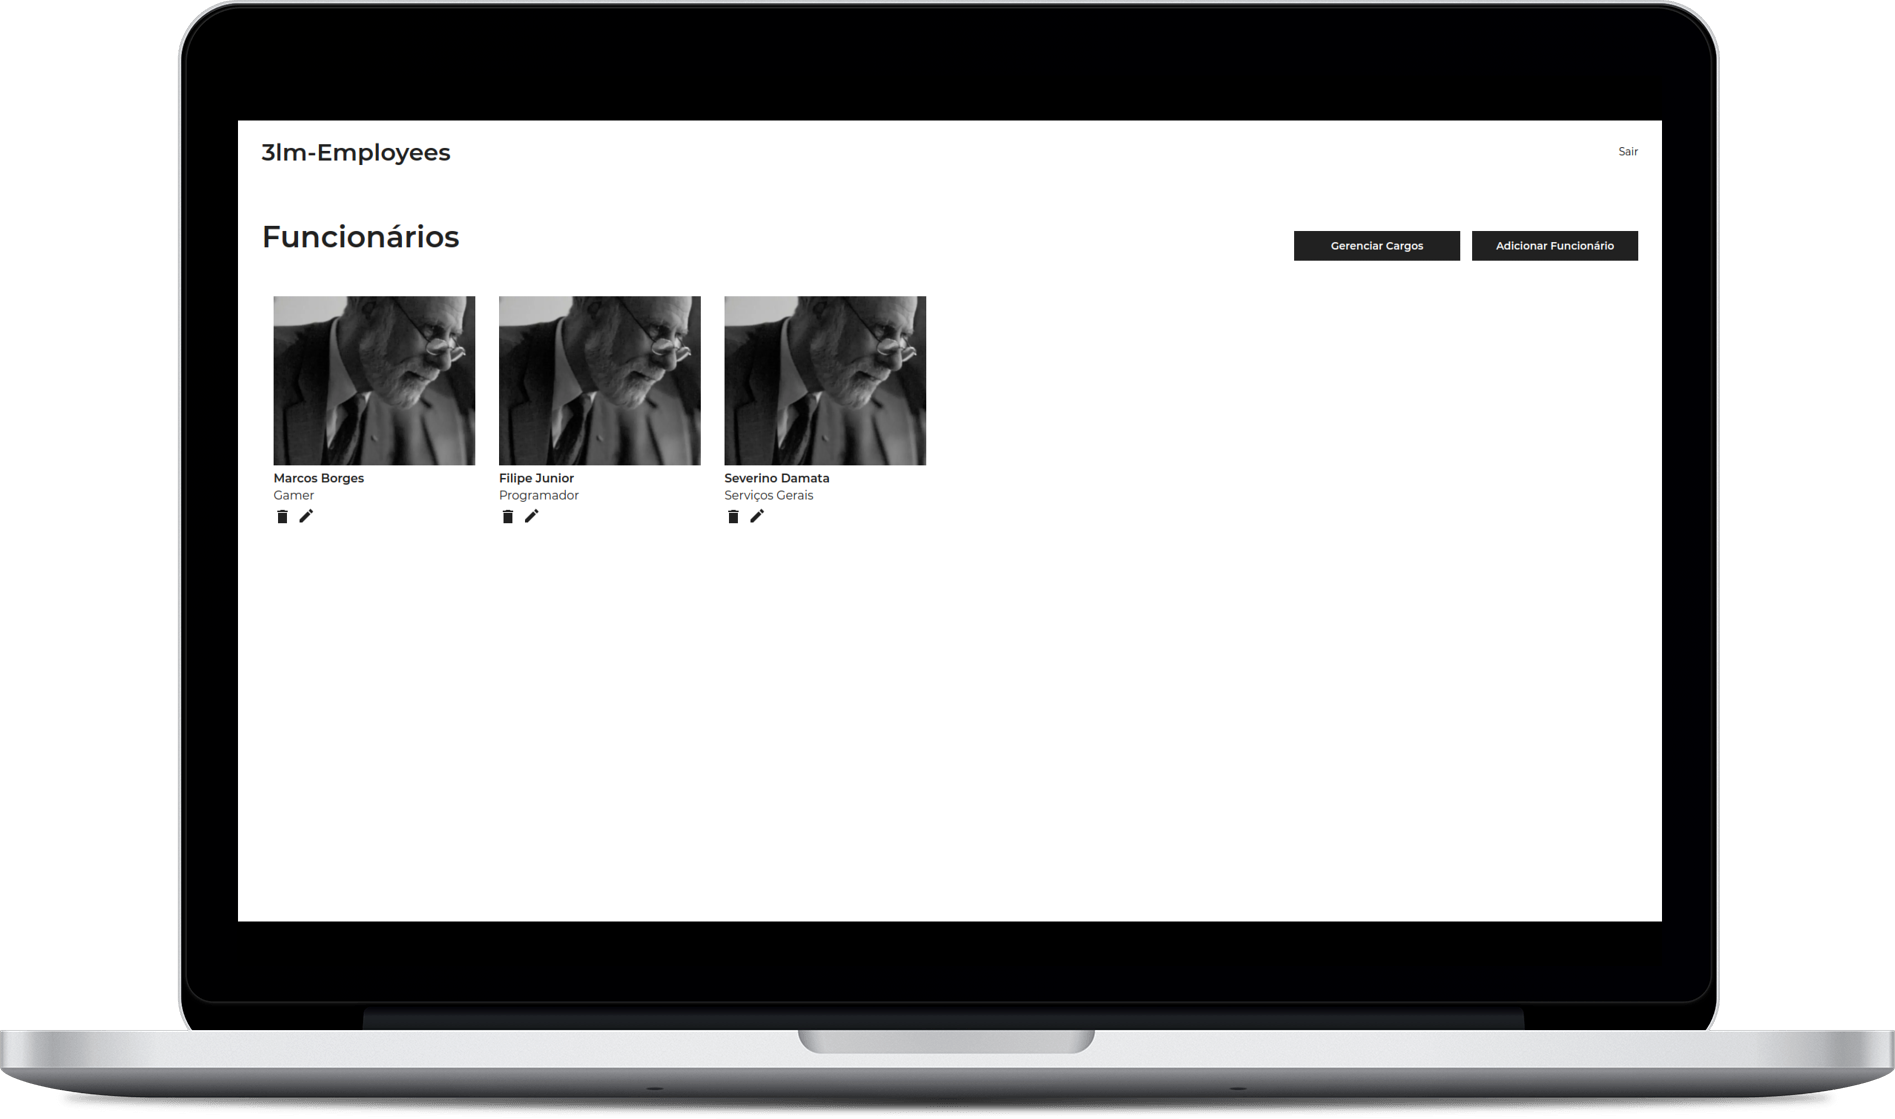 3lm-Employees
Sair
Funcionários
Gerenciar Cargos
Adicionar Funcionário
Marcos Borges
Gamer
Filipe Junior
Programador
Severino Damata
Serviços Gerais